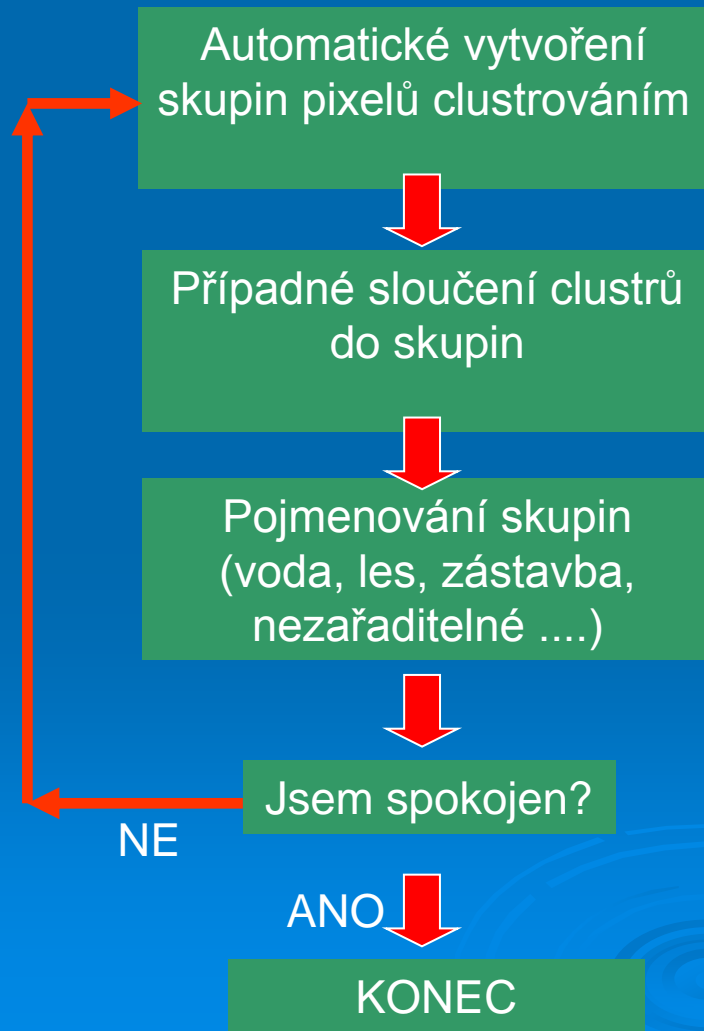 Automatické vytvoření
skupin pixelů clustrováním
Případné sloučení clustrů
do skupin
Pojmenování skupin
(voda, les, zástavba,
nezařaditelné ....)
Jsem spokojen?
NE
ANO
KONEC